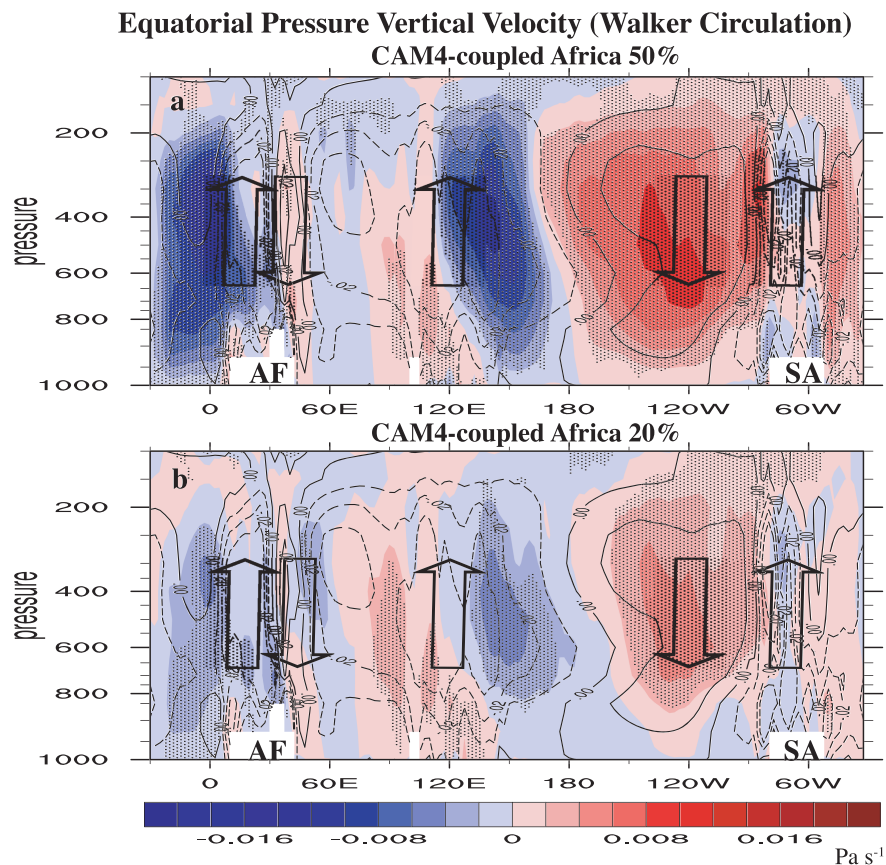 Equatorial Pressure Vertical Velocity (Walker Circulation)
CAM4-coupled Africa 50%
a
200
400
600
800
1000
pressure
.02
AF
SA
0 60E 120E 180 120W 60W
CAM4-coupled Africa 20%
b
200
400
600
800
1000
pressure
.02
AF
SA
0 60E 120E 180 120W 60W
-0.016 -0.008 0 0.008 0.016
Pa s⁻¹